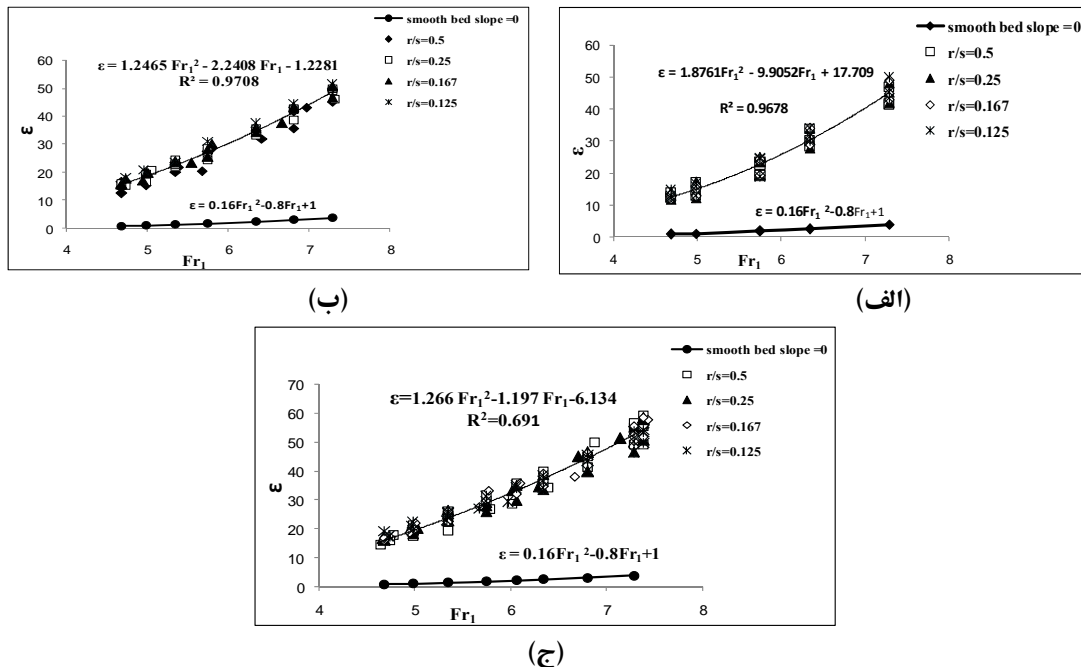 smooth bed slope =0
r/s=0.5
r/s=0.25
r/s=0.167
r/s=0.125
ε = 1.2465 Fr₁² - 2.2408 Fr₁ - 1.2281
R² = 0.9708
60
50
40
30
20
10
0
ε
ε = 0.16Fr₁²-0.8Fr₁+1
4
5
6
7
8
Fr₁
(ب)
smooth bed slope =0
r/s=0.5
r/s=0.25
r/s=0.167
r/s=0.125
ε = 1.8761Fr₁² - 9.9052Fr₁ + 17.709
R² = 0.9678
60
50
40
30
20
10
0
ε
ε = 0.16Fr₁²-0.8Fr₁+1
4
5
6
7
8
Fr₁
(الف)
smooth bed slope =0
r/s=0.5
r/s=0.25
r/s=0.167
r/s=0.125
ε=1.266 Fr₁²-1.197 Fr₁-6.134
R²=0.691
70
60
50
40
30
20
10
0
ε
ε = 0.16Fr₁²-0.8Fr₁+1
4
5
6
7
8
Fr₁
(ج)